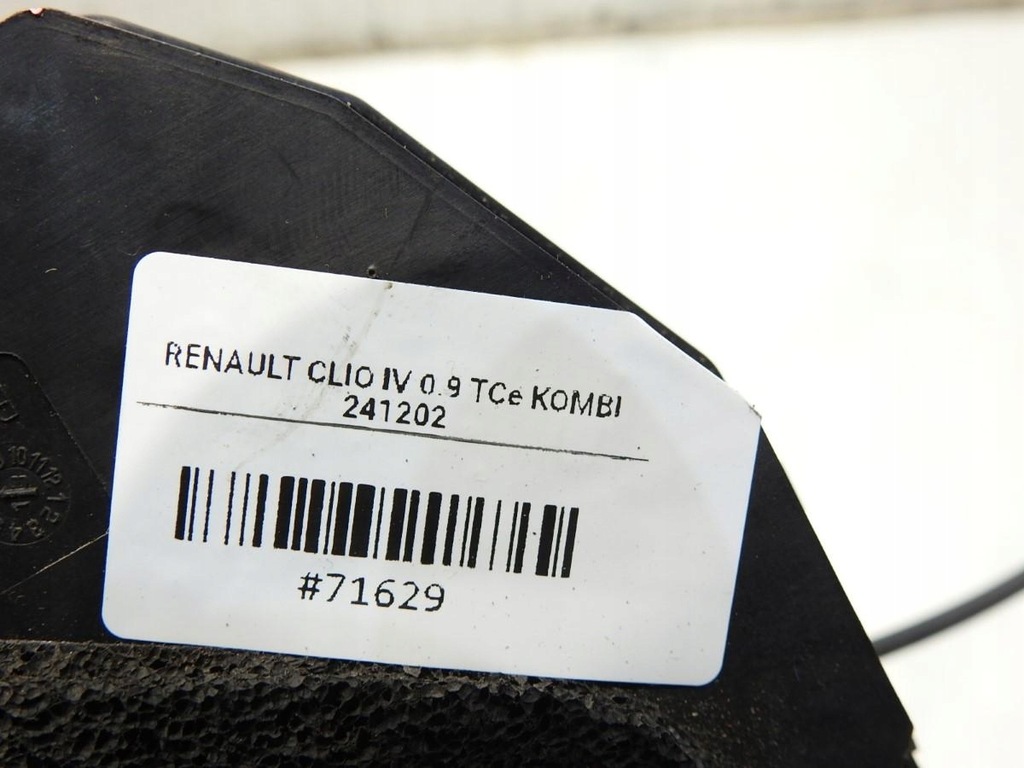 RENAULT CLIO IV 0.9 TCe KOMBI
241202
#71629